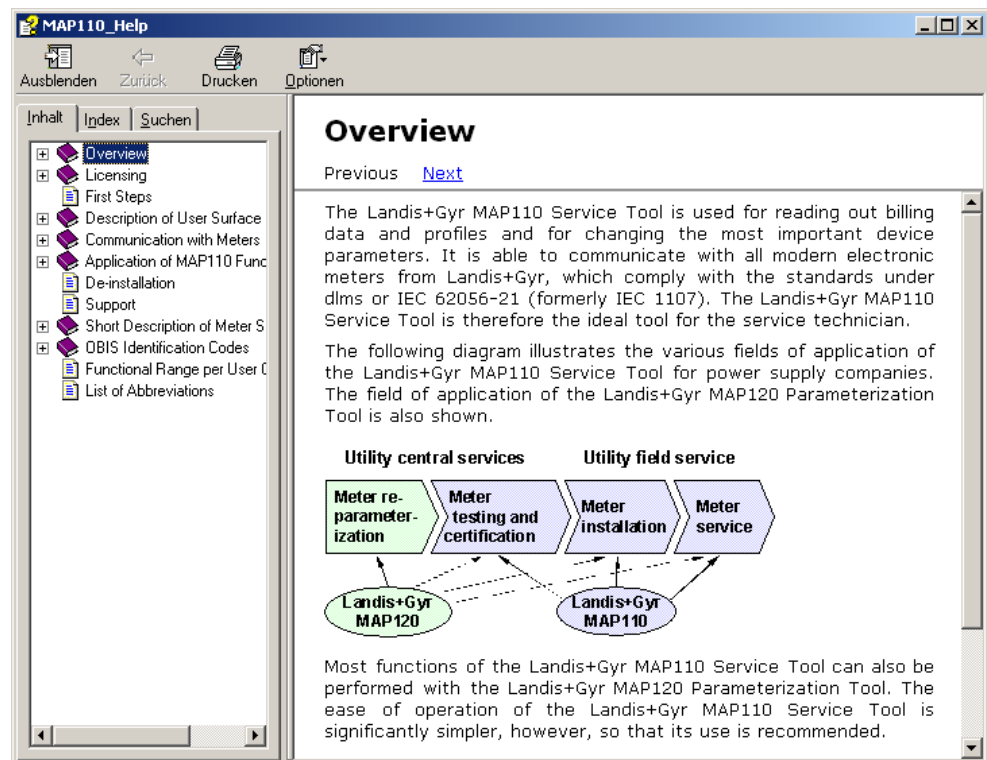 MAP110_Help
Ausblenden Zurück Drucken Optionen
Inhalt Index Suchen
Overview
Licensing
First Steps
Description of User Surface
Communication with Meters
Application of MAP110 Func
De-installation
Support
Short Description of Meter S
OBIS Identification Codes
Functional Range per User
List of Abbreviations
Overview
Previous Next
The Landis+Gyr MAP110 Service Tool is used for reading out billing
data and profiles and for changing the most important device
parameters. It is able to communicate with all modern electronic
meters from Landis+Gyr, which comply with the standards under
dlms or IEC 62056-21 (formerly IEC 1107). The Landis+Gyr MAP110
Service Tool is therefore the ideal tool for the service technician.
The following diagram illustrates the various fields of application of
the Landis+Gyr MAP110 Service Tool for power supply companies.
The field of application of the Landis+Gyr MAP120 Parameterization
Tool is also shown.
Utility central services Utility field service
Meter re-
parameter-
ization
Meter
testing and
certification
Meter
installation
Meter
service
Landis+Gyr
MAP120
Landis+Gyr
MAP110
Most functions of the Landis+Gyr MAP110 Service Tool can also be
performed with the Landis+Gyr MAP120 Parameterization Tool. The
ease of operation of the Landis+Gyr MAP110 Service Tool is
significantly simpler, however, so that its use is recommended.